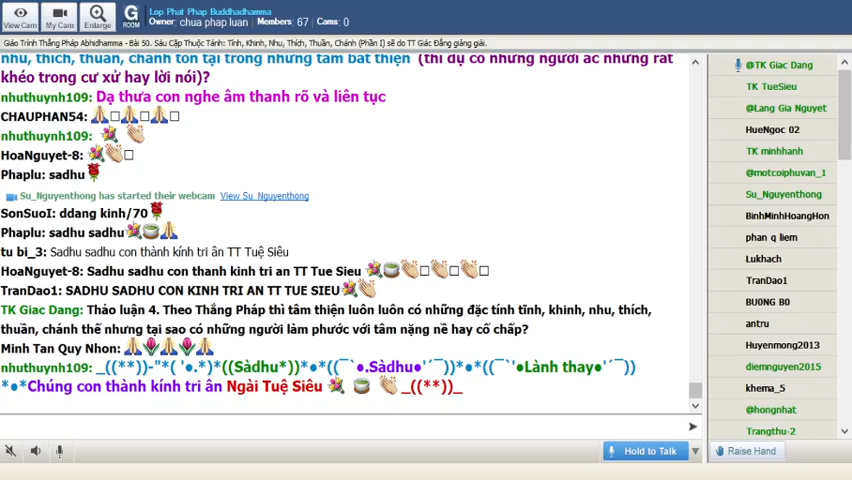 Lop Phat Phap Buddhadhamma
Owner: chua phap luan Members: 67 Cams: 0
View Cam My Cam Enlarge G ROOM
Giáo Trình Thắng Pháp Abhidhamma - Bài 50. Sáu Cặp Thuộc Tánh: Tĩnh, Khinh, Nhu, Thích, Thuần, Chánh (Phần I) sẽ do TT Giác Đẳng giảng giải.
nhu, thích, thuần, chánh tồn tại trong những tâm bất thiện (thí dụ có những người ác nhưng rất
khéo trong cư xử hay lời nói)?
nhuthuynh109: Dạ thưa con nghe âm thanh rõ và liên tục
CHAUPHAN54:
nhuthuynh109:
HoaNguyet-8:
Phaplu: sadhu
Su_Nguyenthong has started their webcam View Su_Nguyenthong
SonSuoI: ddang kinh/70
Phaplu: sadhu sadhu
tu bi_3: Sadhu sadhu con thành kính tri ân TT Tuệ Siêu
HoaNguyet-8: Sadhu sadhu con thanh kinh tri an TT Tue Sieu
TranDao1: SADHU SADHU CON KINH TRI AN TT TUE SIEU
TK Giac Dang: Thảo luận 4. Theo Thắng Pháp thì tâm thiện luôn luôn có những đặc tính tĩnh, khinh, nhu, thích,
thuần, chánh thế nhưng tại sao có những người làm phước với tâm nặng nề hay cố chấp?
Minh Tan Quy Nhon:
nhuthuynh109: _((**))-"*( '●.*)*((Sàdhu*))*●*((¯`●.Sàdhu●'´¯))*●*((¯`'●Lành thay●'´¯))
*●*Chúng con thành kính tri ân Ngài Tuệ Siêu _((**))_
@TK Giac Dang
TK TueSieu
@Lang Gia Nguyet
HueNgoc 02
TK minhhanh
@motcoiphuvan_1
Su_Nguyenthong
BinhMinhHoangHon
phan q liem
Lukhach
TranDao1
BU0NG B0
antru
Huyenmong2013
diemnguyen2015
khema_5
@hongnhat
Trangthu-2
Hold to Talk Raise Hand